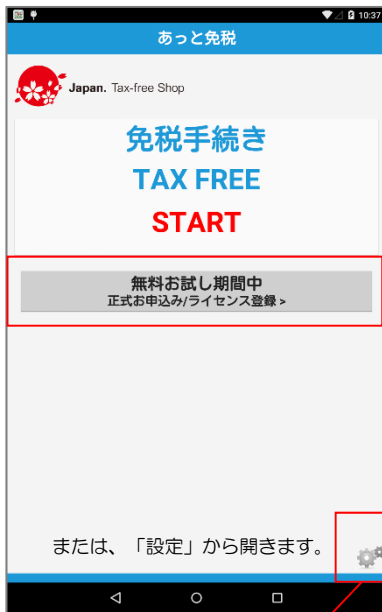 10:37
あっと免税
Japan. Tax-free Shop
免税手続き
TAX FREE
START
無料お試し期間中
正式お申込み/ライセンス登録 >
または、「設定」から開きます。